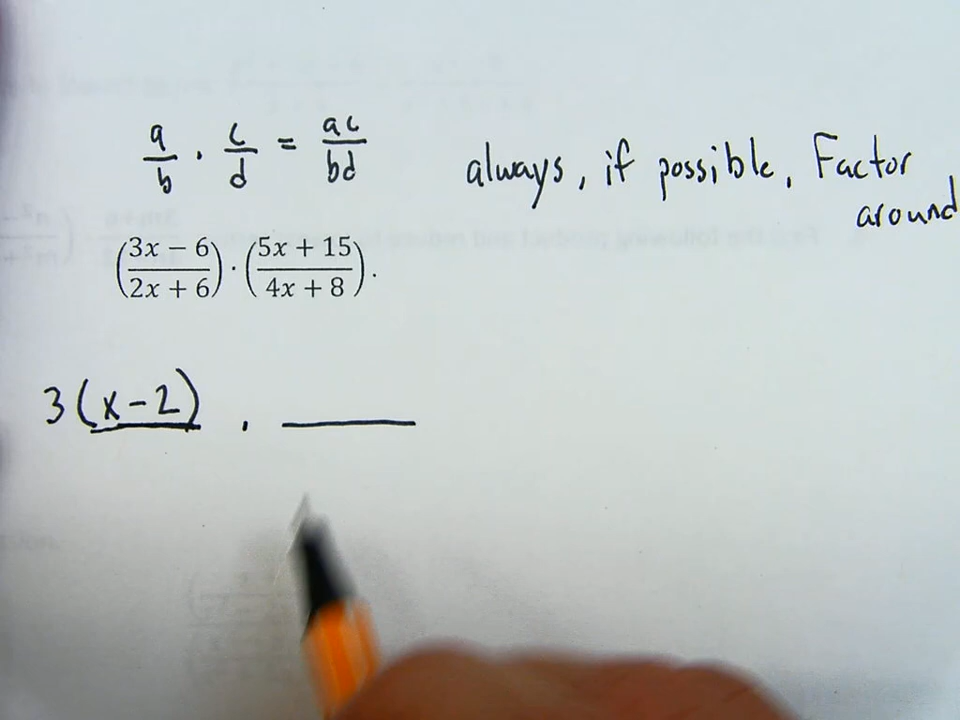 a/b · c/d = ac/bd
always, if possible, Factor
around
(3x − 6 / 2x + 6) · (5x + 15 / 4x + 8).
3(x-2) ·